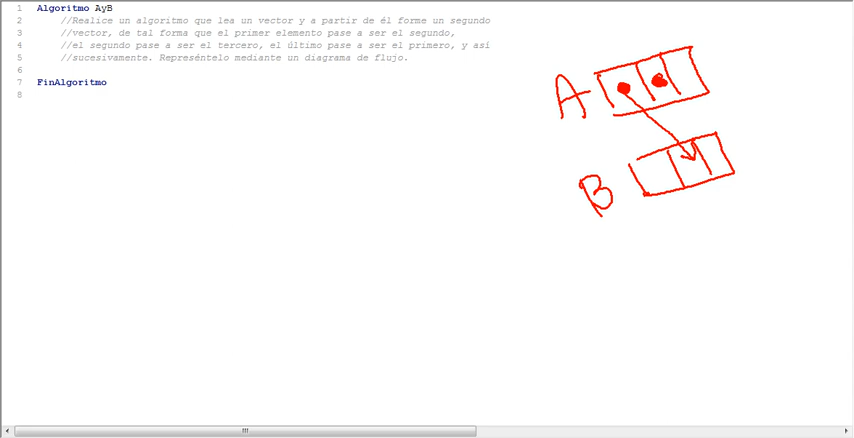 1 Algoritmo AyB
2 //Realice un algoritmo que lea un vector y a partir de él forme un segundo
3 //vector, de tal forma que el primer elemento pase a ser el segundo,
4 //el segundo pase a ser el tercero, el último pase a ser el primero, y así
5 //sucesivamente. Represéntelo mediante un diagrama de flujo.
6
7 FinAlgoritmo
8
A
B